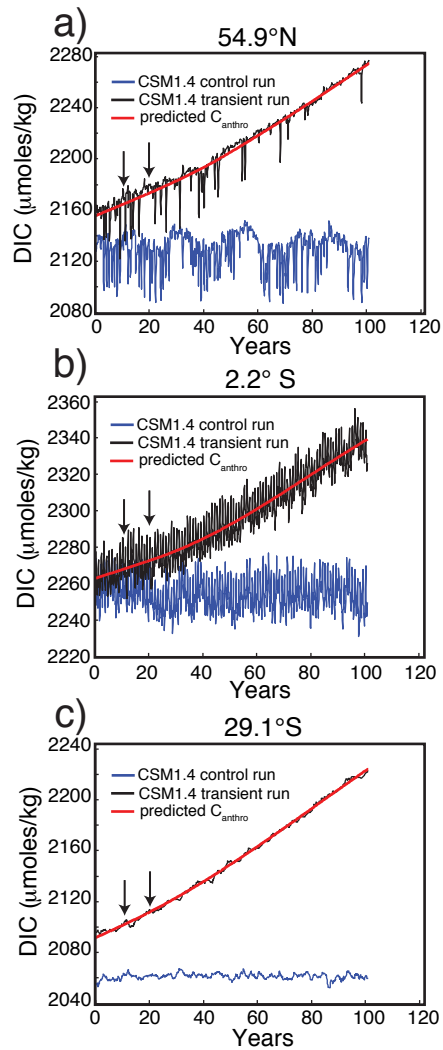 a)
54.9°N
2280
2240
2200
2160
2120
2080
DIC (μmoles/kg)
CSM1.4 control run
CSM1.4 transient run
predicted Canthro
0 20 40 60 80 100 120
Years
b)
2.2° S
2360
2340
2320
2300
2280
2260
2240
2220
DIC (μmoles/kg)
CSM1.4 control run
CSM1.4 transient run
predicted Canthro
0 20 40 60 80 100 120
Years
c)
29.1°S
2240
2200
2160
2120
2080
2040
DIC (μmoles/kg)
CSM1.4 control run
CSM1.4 transient run
predicted Canthro
0 20 40 60 80 100 120
Years